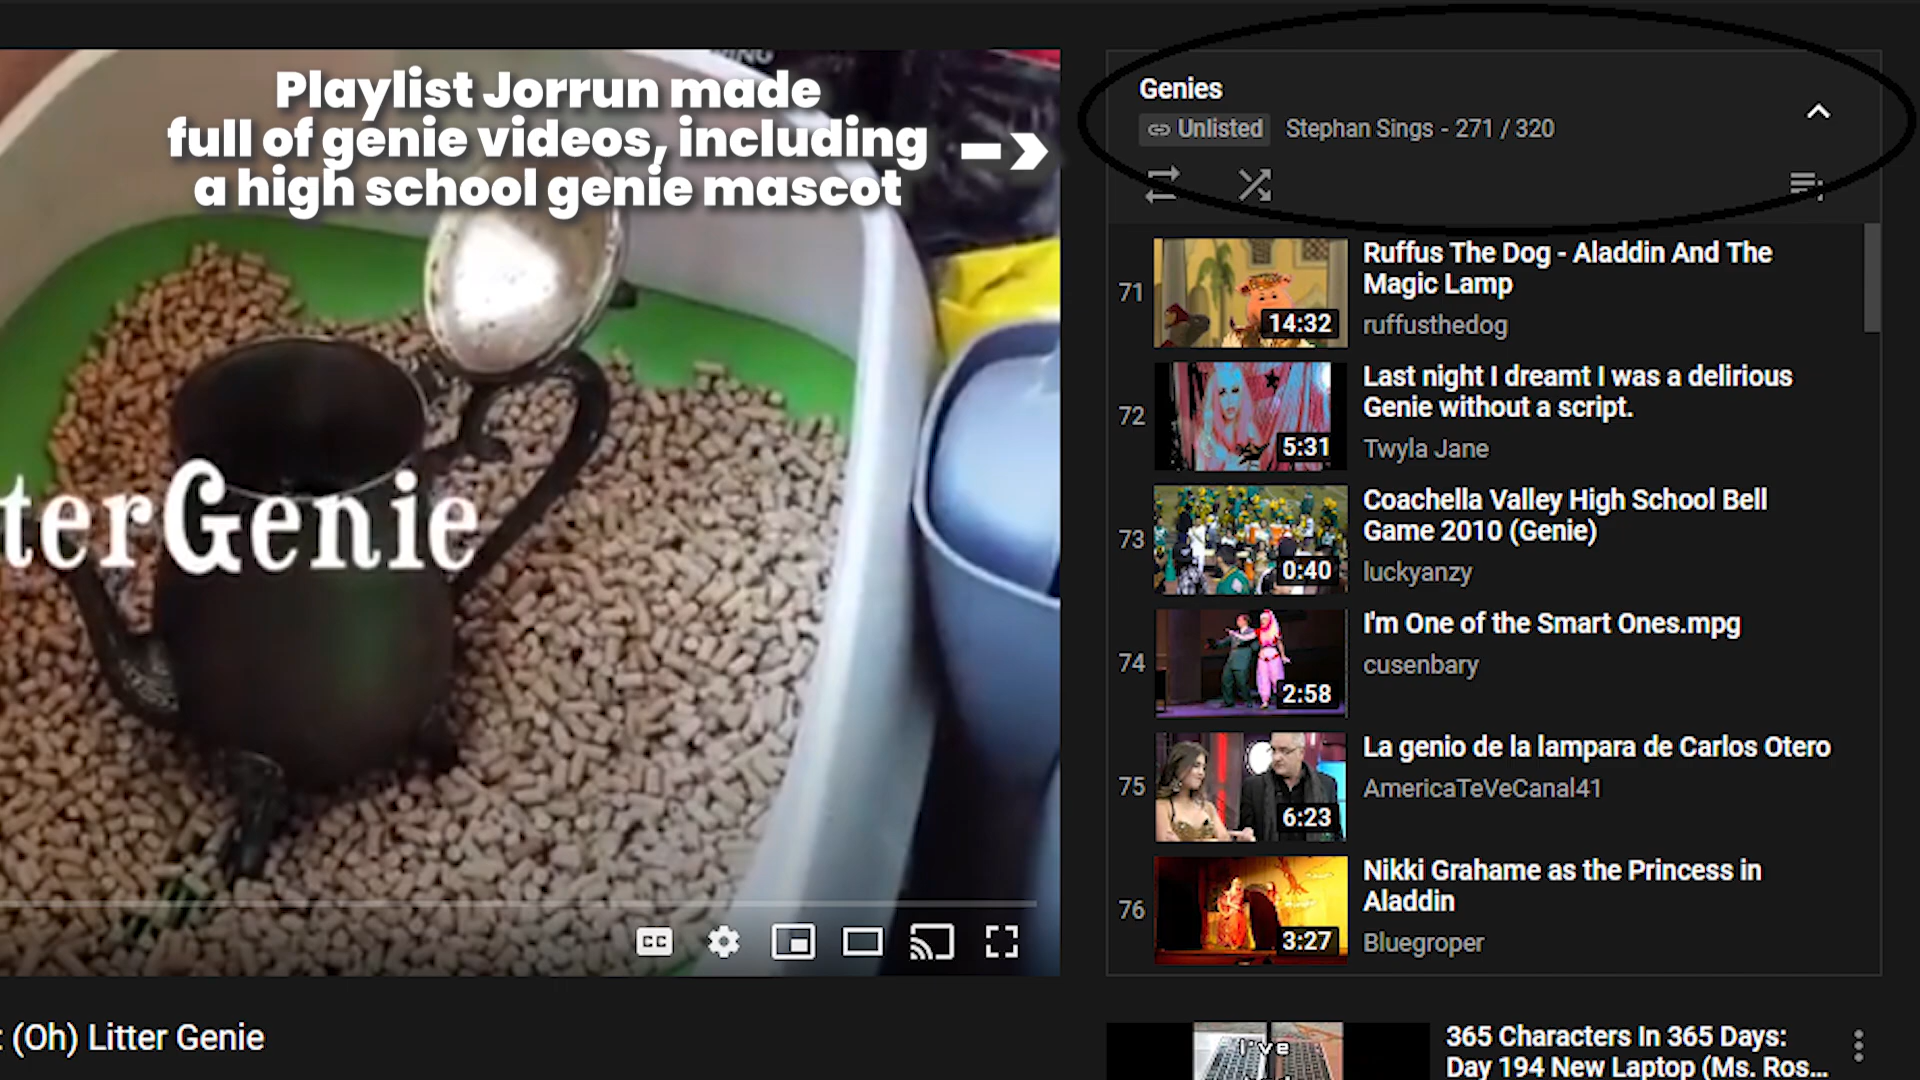 Playlist Jorrun made
full of genie videos, including
a high school genie mascot
terGenie
CC
: (Oh) Litter Genie
Genies
Unlisted Stephan Sings - 271 / 320
71
14:32
Ruffus The Dog - Aladdin And The
Magic Lamp
ruffusthedog
72
5:31
Last night I dreamt I was a delirious
Genie without a script.
Twyla Jane
73
0:40
Coachella Valley High School Bell
Game 2010 (Genie)
luckyanzy
74
2:58
I'm One of the Smart Ones.mpg
cusenbary
75
6:23
La genio de la lampara de Carlos Otero
AmericaTeVeCanal41
76
3:27
Nikki Grahame as the Princess in
Aladdin
Bluegroper
I've
365 Characters In 365 Days:
Day 194 New Laptop (Ms. Ros...